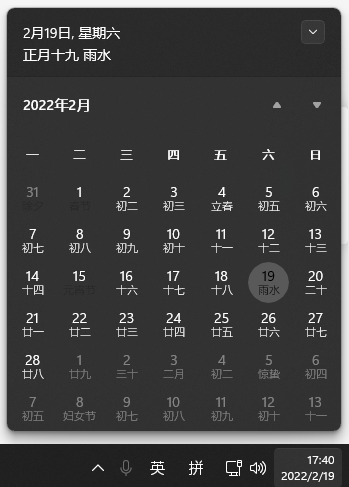 2月19日, 星期六
正月十九 雨水
2022年2月
一 二 三 四 五 六 日
31 1 2 3 4 5 6
除夕 春节 初二 初三 立春 初五 初六
7 8 9 10 11 12 13
初七 初八 初九 初十 十一 十二 十三
14 15 16 17 18 19 20
十四 元宵节 十六 十七 十八 雨水 二十
21 22 23 24 25 26 27
廿一 廿二 廿三 廿四 廿五 廿六 廿七
28 1 2 3 4 5 6
廿八 廿九 三十 二月 初二 惊蛰 初四
7 8 9 10 11 12 13
初五 妇女节 初七 初八 初九 初十 十一
英 拼 17:40
2022/2/19